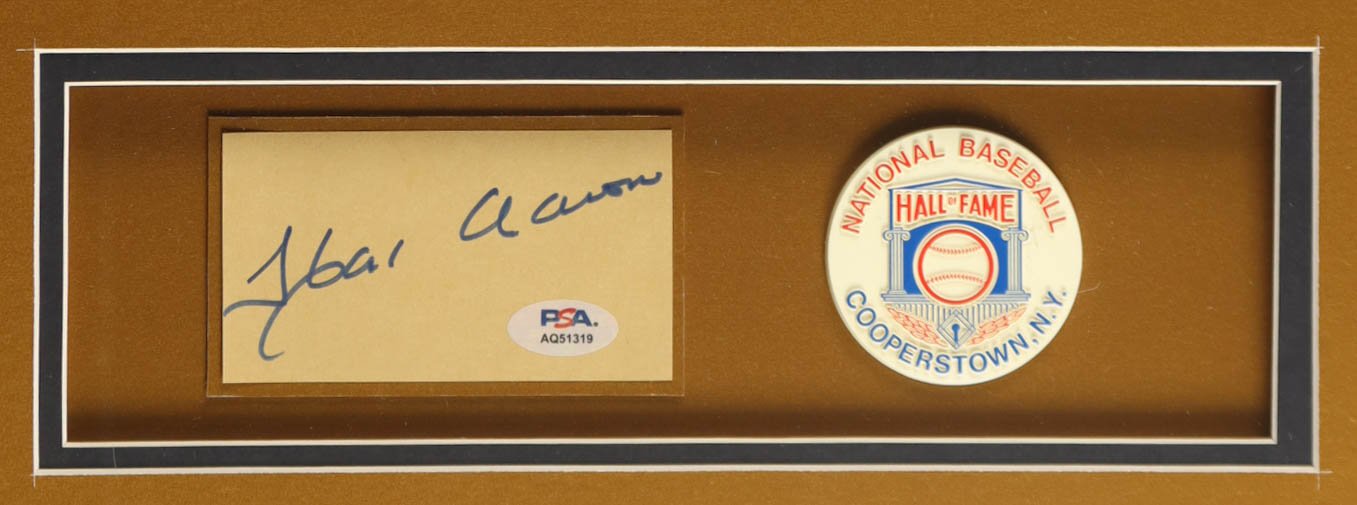 Hank Aaron
PSA.
AQ51319
NATIONAL BASEBALL
HALL OF FAME
COOPERSTOWN, N.Y.